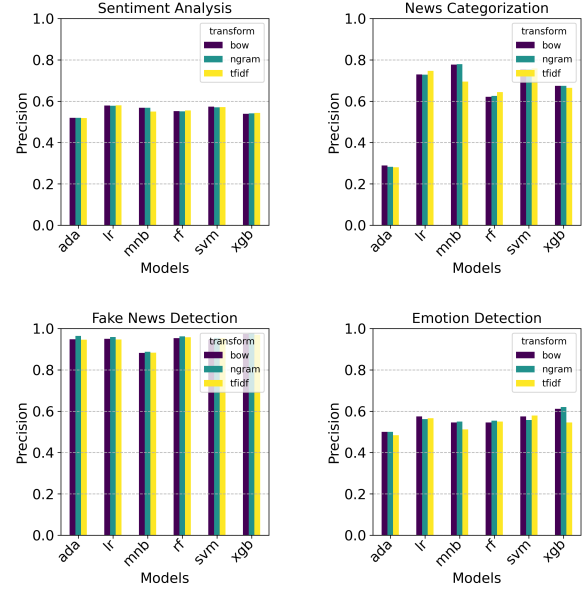 Sentiment Analysis
1.0
0.8
0.6
0.4
0.2
0.0
Precision
transform
bow
ngram
tfidf
ada
lr
mnb
rf
svm
xgb
Models
News Categorization
1.0
0.8
0.6
0.4
0.2
0.0
Precision
transform
bow
ngram
tfidf
ada
lr
mnb
rf
svm
xgb
Models
Fake News Detection
1.0
0.8
0.6
0.4
0.2
0.0
Precision
transform
bow
ngram
tfidf
ada
lr
mnb
rf
svm
xgb
Models
Emotion Detection
1.0
0.8
0.6
0.4
0.2
0.0
Precision
transform
bow
ngram
tfidf
ada
lr
mnb
rf
svm
xgb
Models